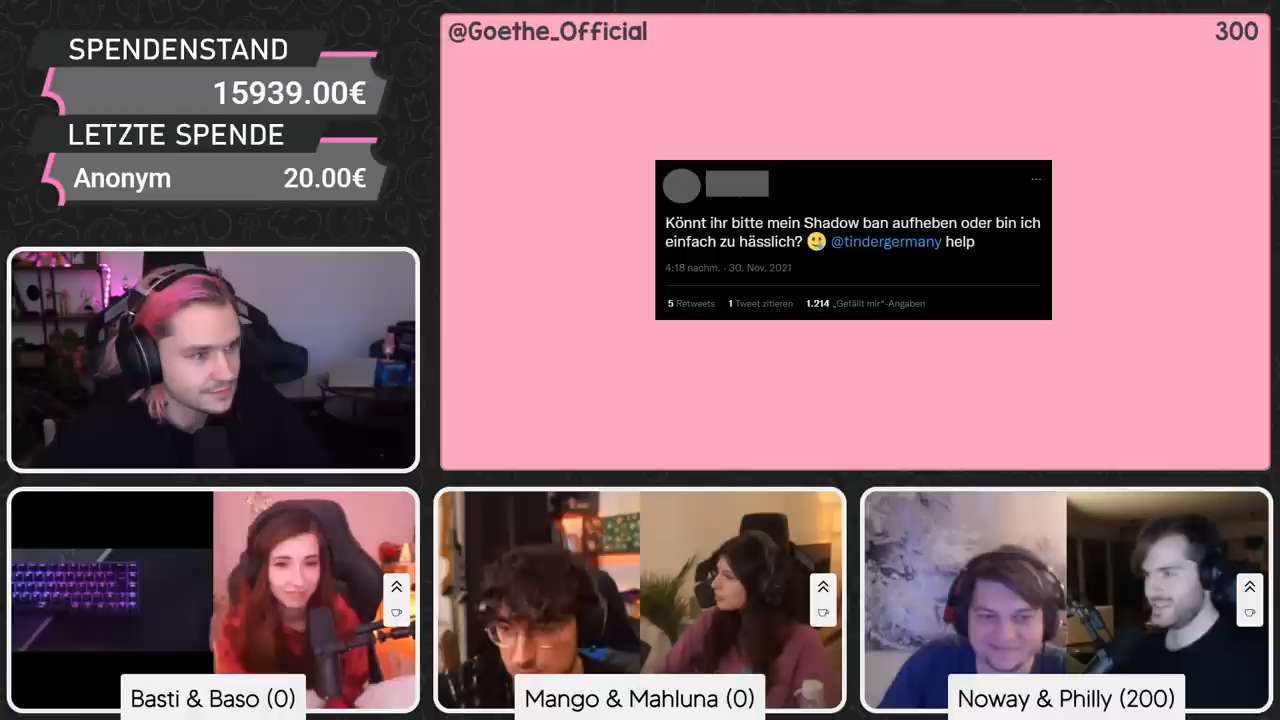 SPENDENSTAND
15939.00€
LETZTE SPENDE
Anonym 20.00€
@Goethe_Official 300
Könnt ihr bitte mein Shadow ban aufheben oder bin ich
einfach zu hässlich? 🥲 @tindergermany help
4:18 nachm. · 30. Nov. 2021
5 Retweets 1 Tweet zitieren 1.214 „Gefällt mir“-Angaben
Basti & Baso (0)
Mango & Mahluna (0)
Noway & Philly (200)